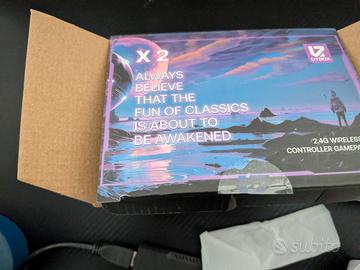 X 2
ALWAYS
BELIEVE
THAT THE
FUN OF CLASSICS
IS ABOUT TO
BE AWAKENED
2.4G WIRELESS
CONTROLLER GAMEPA
subito